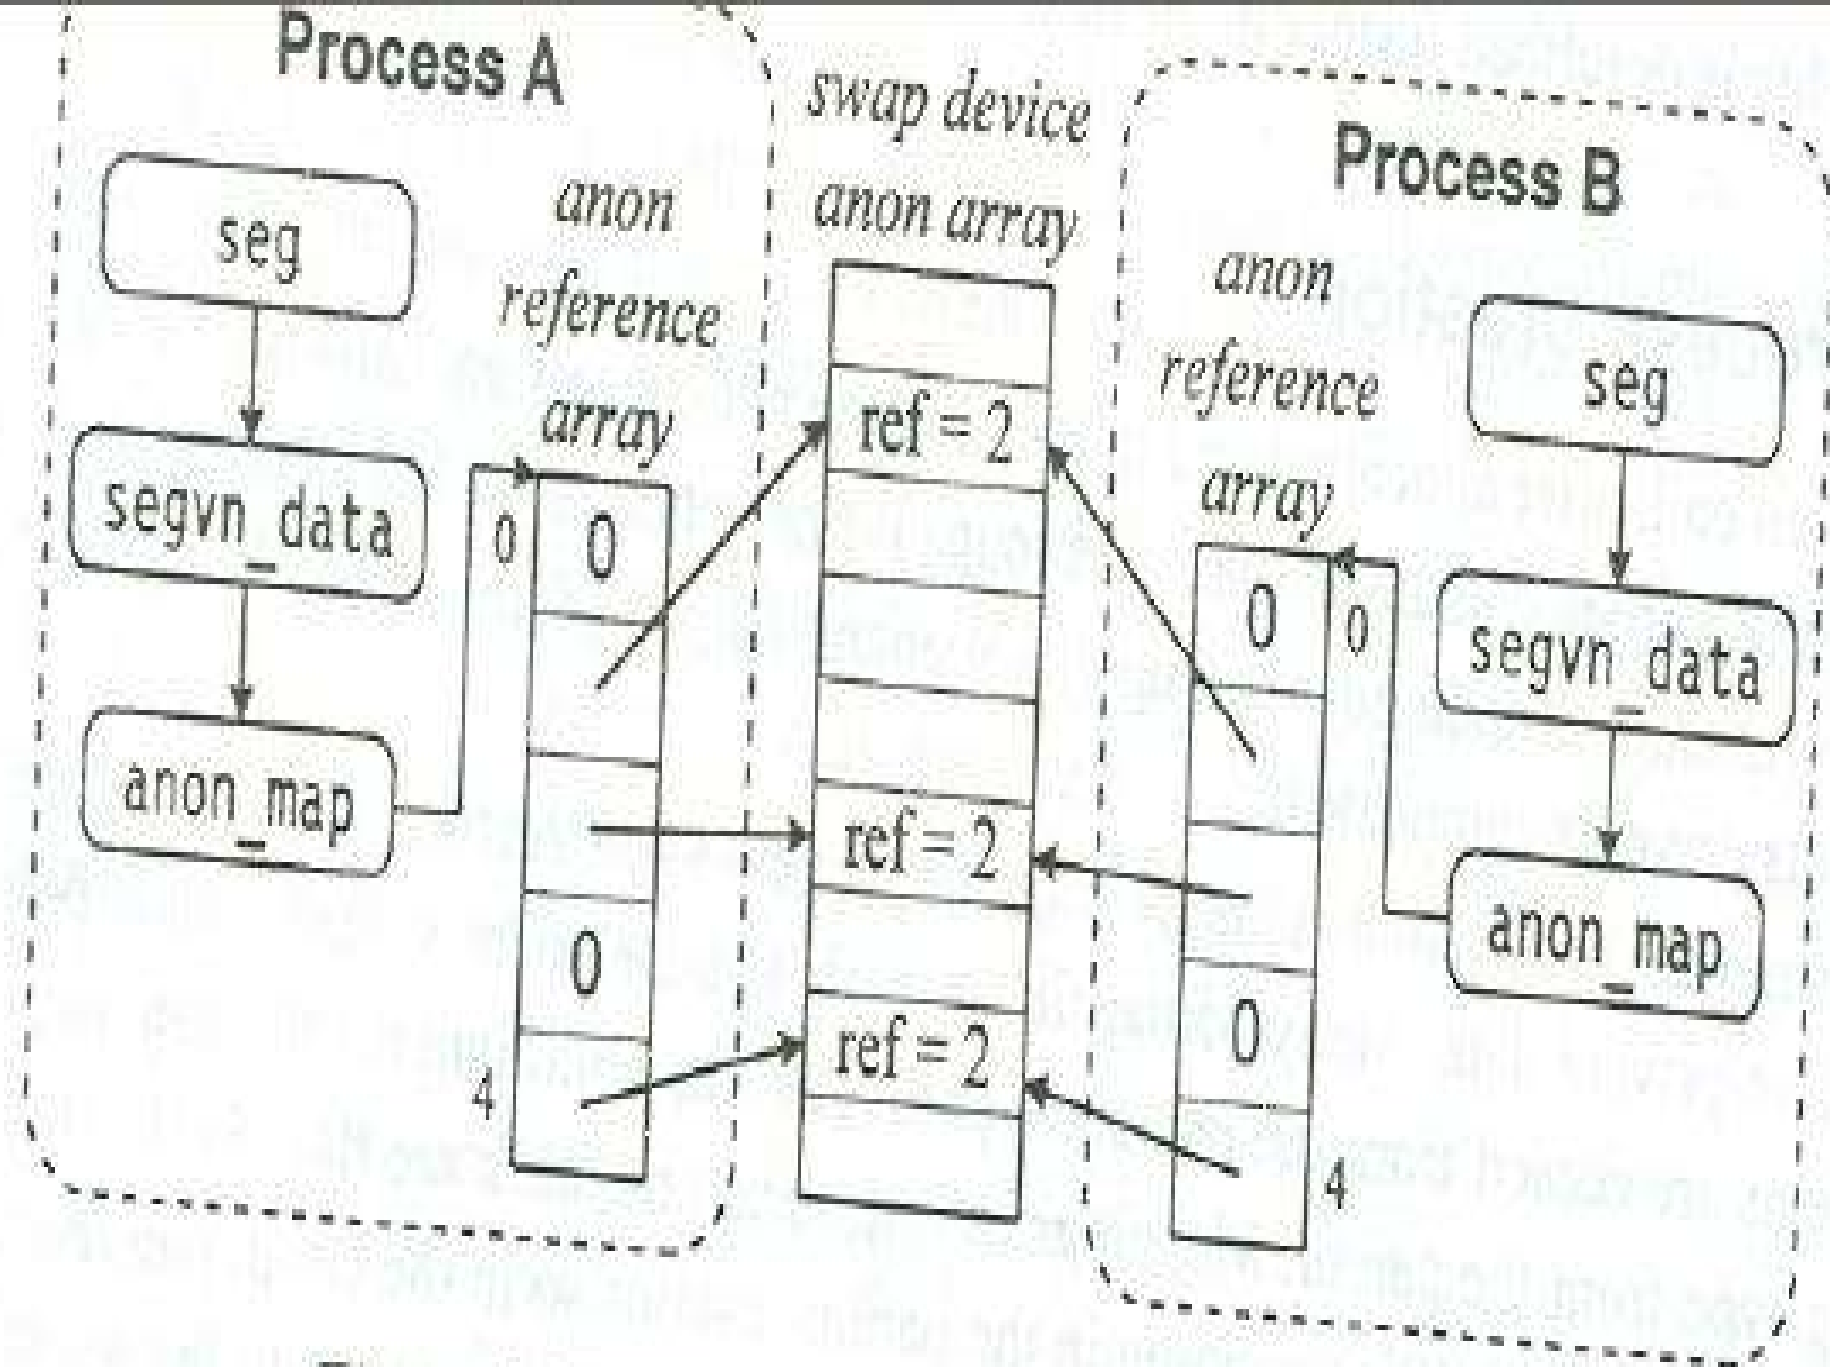 Process A
seg
segvn_data
anon_map
anon
reference
array
0
0
0
4
swap device
anon array
ref = 2
ref = 2
ref = 2
Process B
anon
reference
array
0
0
0
4
seg
segvn_data
anon_map